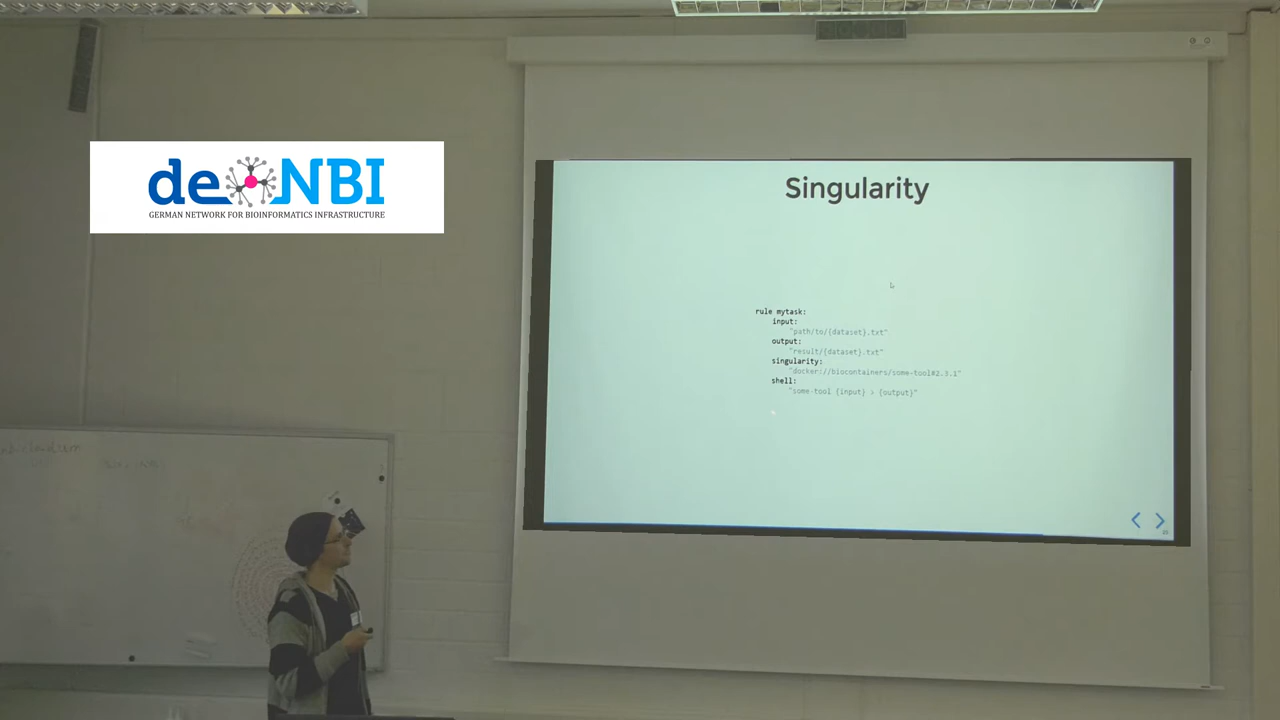 de NBI
GERMAN NETWORK FOR BIOINFORMATICS INFRASTRUCTURE
Singularity
rule mytask:
input:
"path/to/{dataset}.txt"
output:
"result/{dataset}.txt"
singularity:
"docker://biocontainers/some-tool#2.3.1"
shell:
"some-tool {input} > {output}"